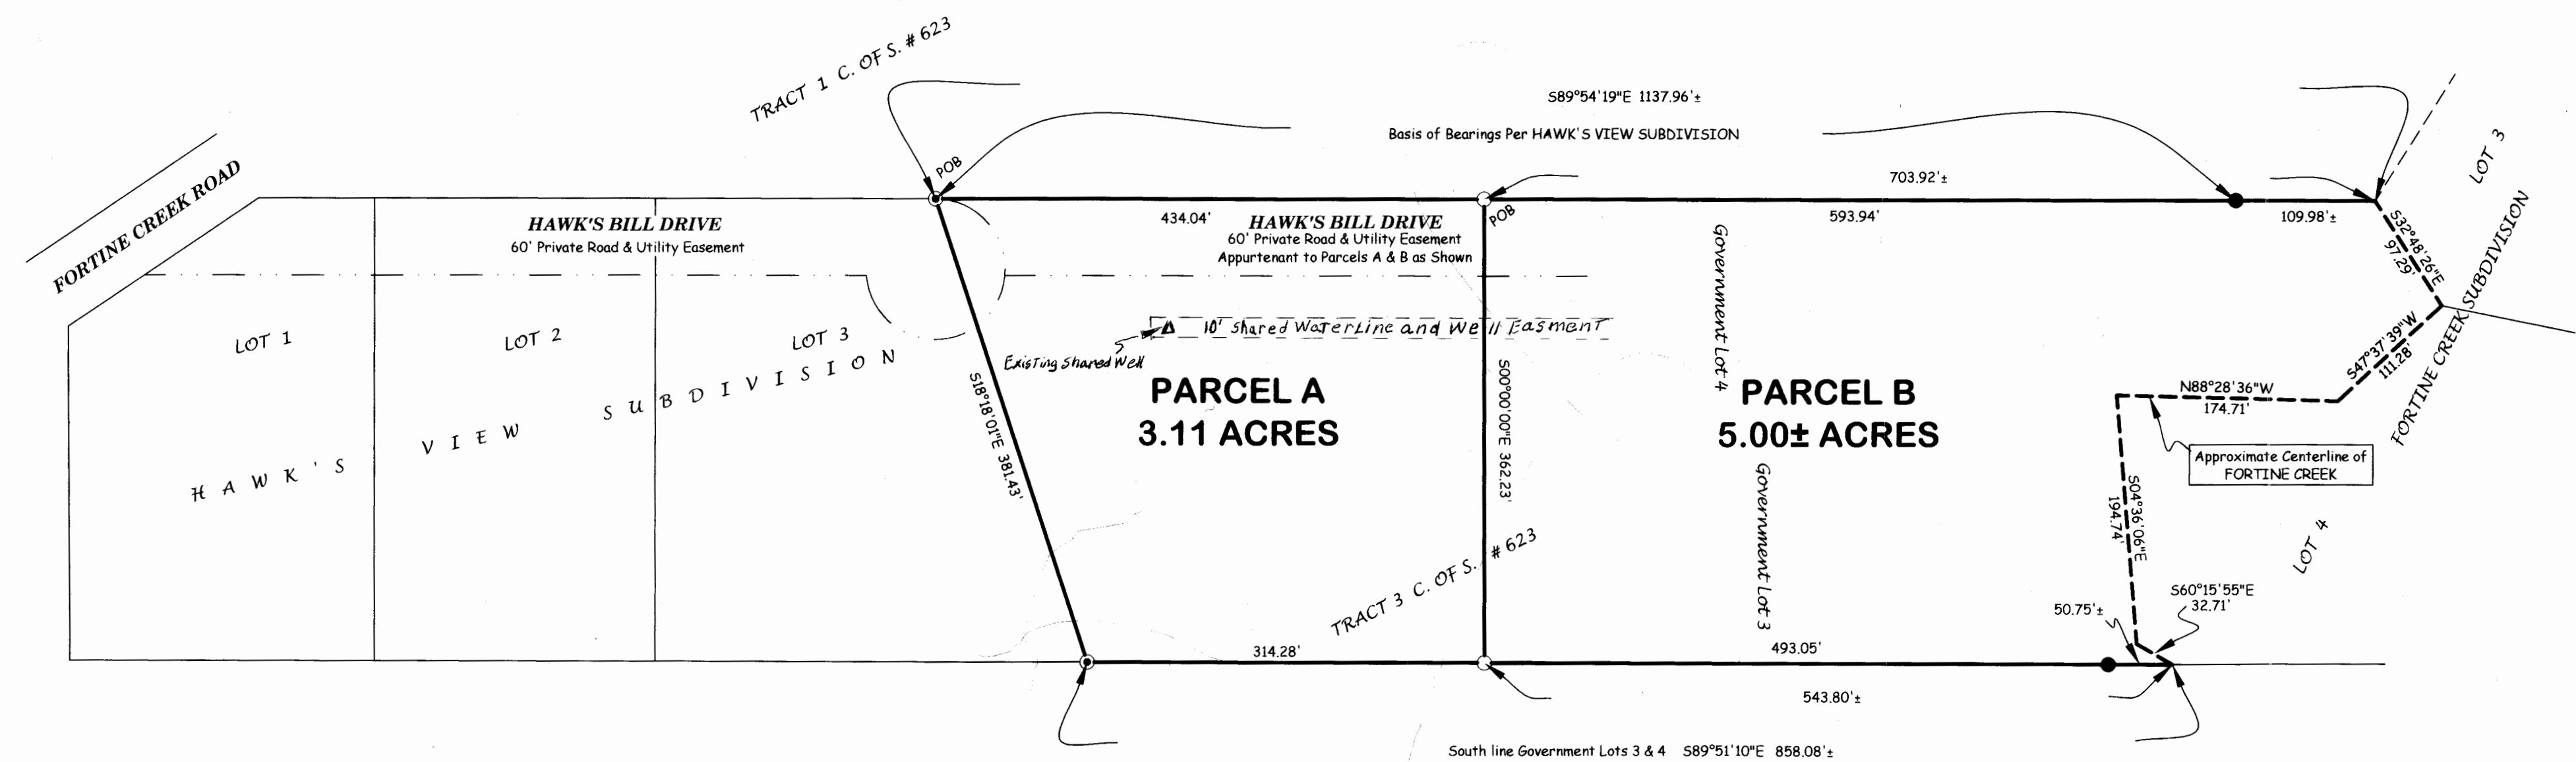 TRACT 1 C. OF S. # 623
S89°54'19"E 1137.96'±
Basis of Bearings Per HAWK'S VIEW SUBDIVISION
FORTINE CREEK ROAD
POB
703.92'±
LOT 3
HAWK'S BILL DRIVE
60' Private Road & Utility Easement
434.04'
HAWK'S BILL DRIVE
60' Private Road & Utility Easement
Appurtenant to Parcels A & B as Shown
POB
593.94'
109.98'±
S32°48'26"E
97.29'
FORTINE CREEK SUBDIVISION
Government Lot 4
10' shared WaterLine and Well Easment
Existing Shared Well
LOT 1
LOT 2
LOT 3
HAWK'S VIEW SUBDIVISION
S18°18'01"E 381.43'
PARCEL A
3.11 ACRES
S00°00'00"E 362.23'
PARCEL B
5.00± ACRES
S47°37'39"W
111.28'
N88°28'36"W
174.71'
Approximate Centerline of
FORTINE CREEK
Government Lot 3
S04°36'06"E
194.74'
LOT 4
TRACT 3 C. OF S. # 623
S60°15'55"E
32.71'
50.75'±
314.28'
493.05'
543.80'±
South line Government Lots 3 & 4 S89°51'10"E 858.08'±